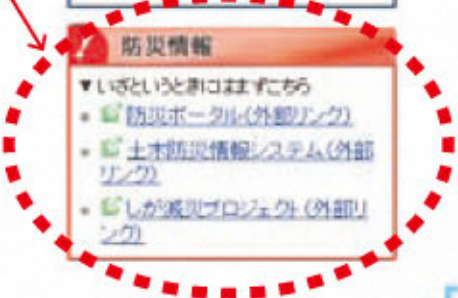 防災情報
▼いざというときにはまずこちら
防災ポータル(外部リンク)
土木防災情報システム(外部
リンク)
しが減災プロジェクト(外部リ
ンク)